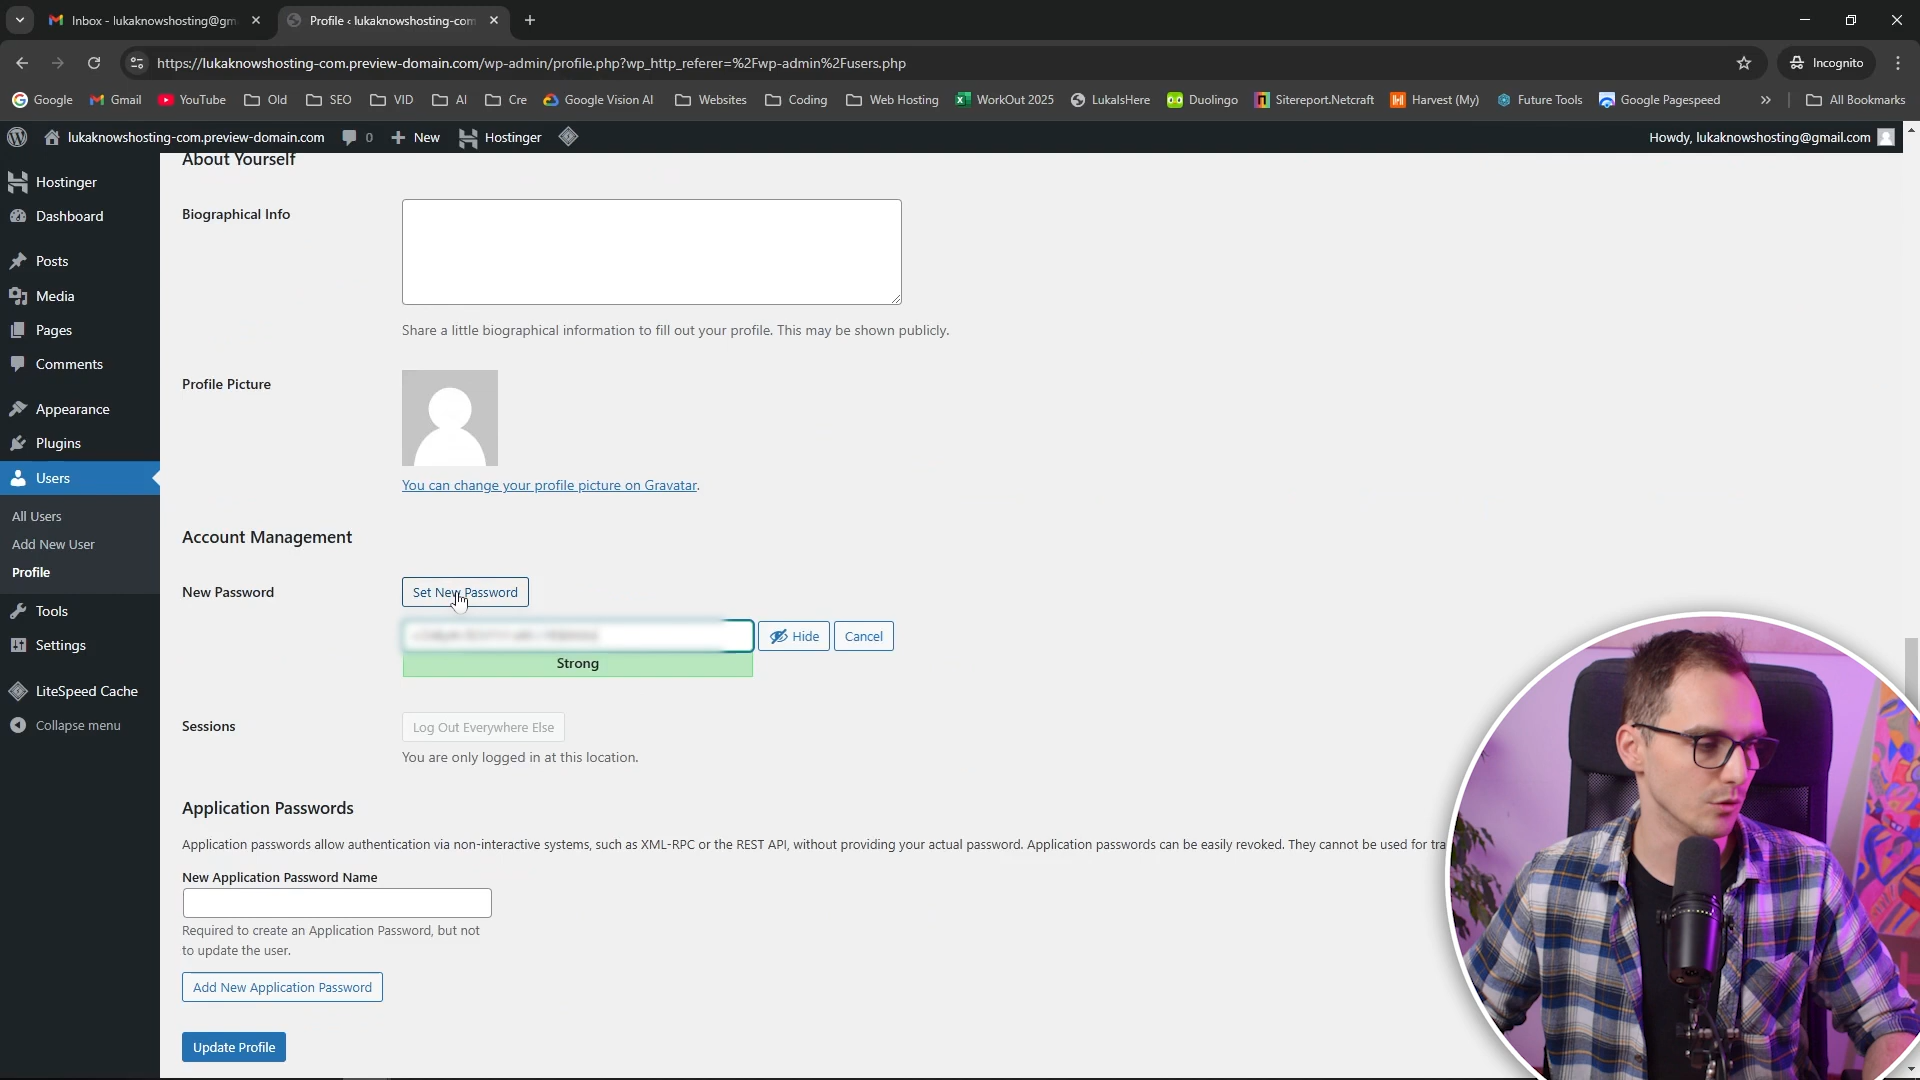 Inbox - lukaknowshosting@gm
Profile ‹ lukaknowshosting-com
https://lukaknowshosting-com.preview-domain.com/wp-admin/profile.php?wp_http_referer=%2Fwp-admin%2Fusers.php
Incognito
Google
Gmail
YouTube
Old
SEO
VID
AI
Cre
Google Vision AI
Websites
Coding
Web Hosting
WorkOut 2025
LukaIsHere
Duolingo
Sitereport.Netcraft
Harvest (My)
Future Tools
Google Pagespeed
All Bookmarks
lukaknowshosting-com.preview-domain.com
0
New
Hostinger
Howdy, lukaknowshosting@gmail.com
Hostinger
Dashboard
Posts
Media
Pages
Comments
Appearance
Plugins
Users
All Users
Add New User
Profile
Tools
Settings
LiteSpeed Cache
Collapse menu
About Yourself
Biographical Info
Share a little biographical information to fill out your profile. This may be shown publicly.
Profile Picture
You can change your profile picture on Gravatar.
Account Management
New Password
Set New Password
Hide
Cancel
Strong
Sessions
Log Out Everywhere Else
You are only logged in at this location.
Application Passwords
Application passwords allow authentication via non-interactive systems, such as XML-RPC or the REST API, without providing your actual password. Application passwords can be easily revoked. They cannot be used for tra
New Application Password Name
Required to create an Application Password, but not
to update the user.
Add New Application Password
Update Profile